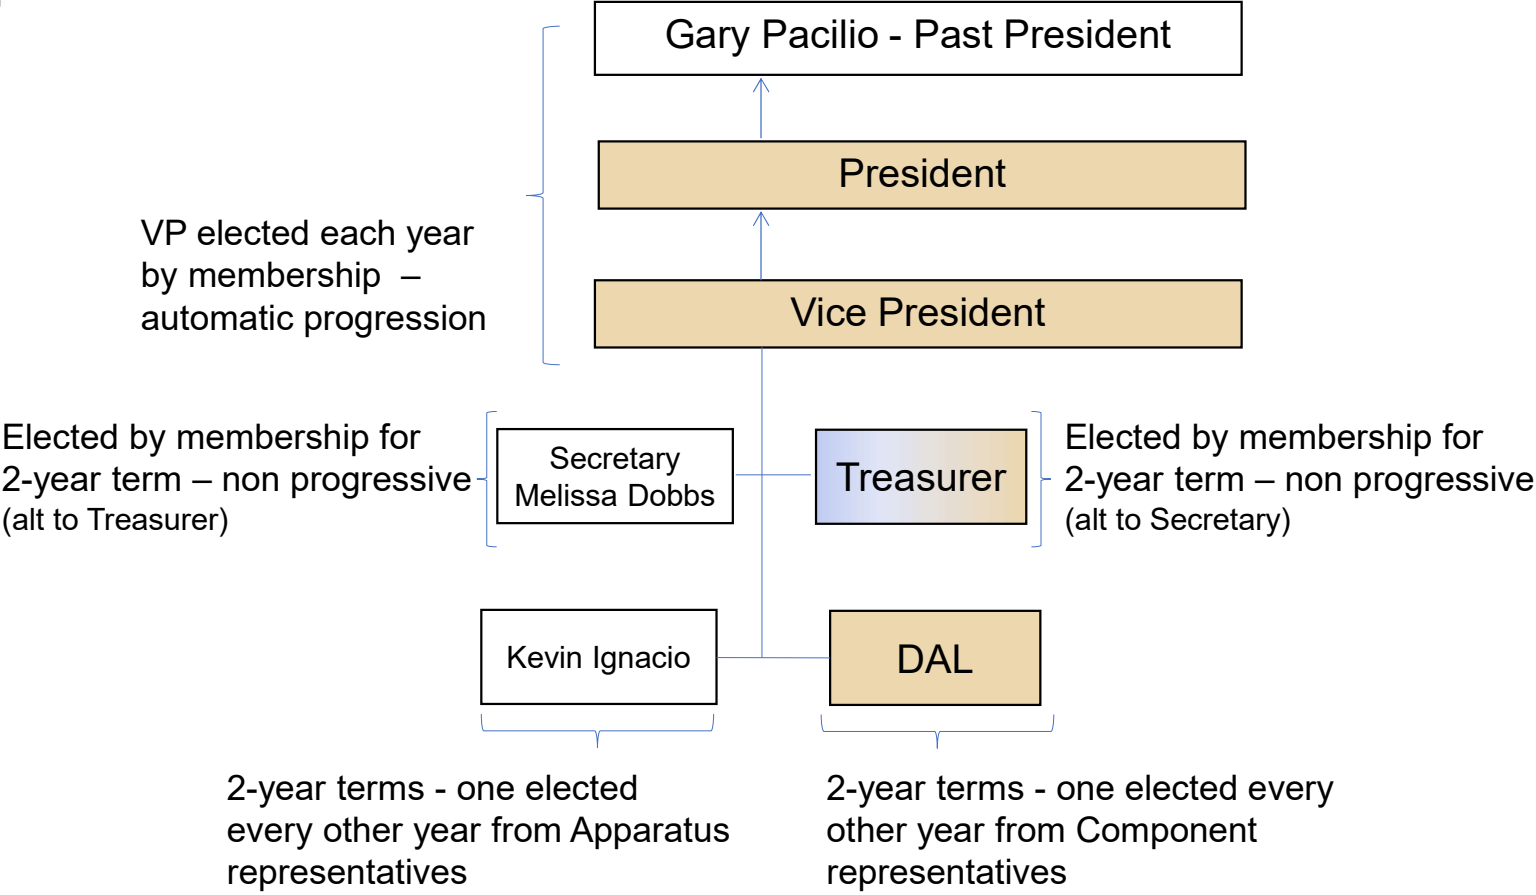 Gary Pacilio - Past President
President
VP elected each year
by membership –
automatic progression
Vice President
Elected by membership for
2-year term – non progressive
(alt to Treasurer)
Secretary
Melissa Dobbs
Treasurer
Elected by membership for
2-year term – non progressive
(alt to Secretary)
Kevin Ignacio
DAL
2-year terms - one elected
every other year from Apparatus
representatives
2-year terms - one elected every
other year from Component
representatives